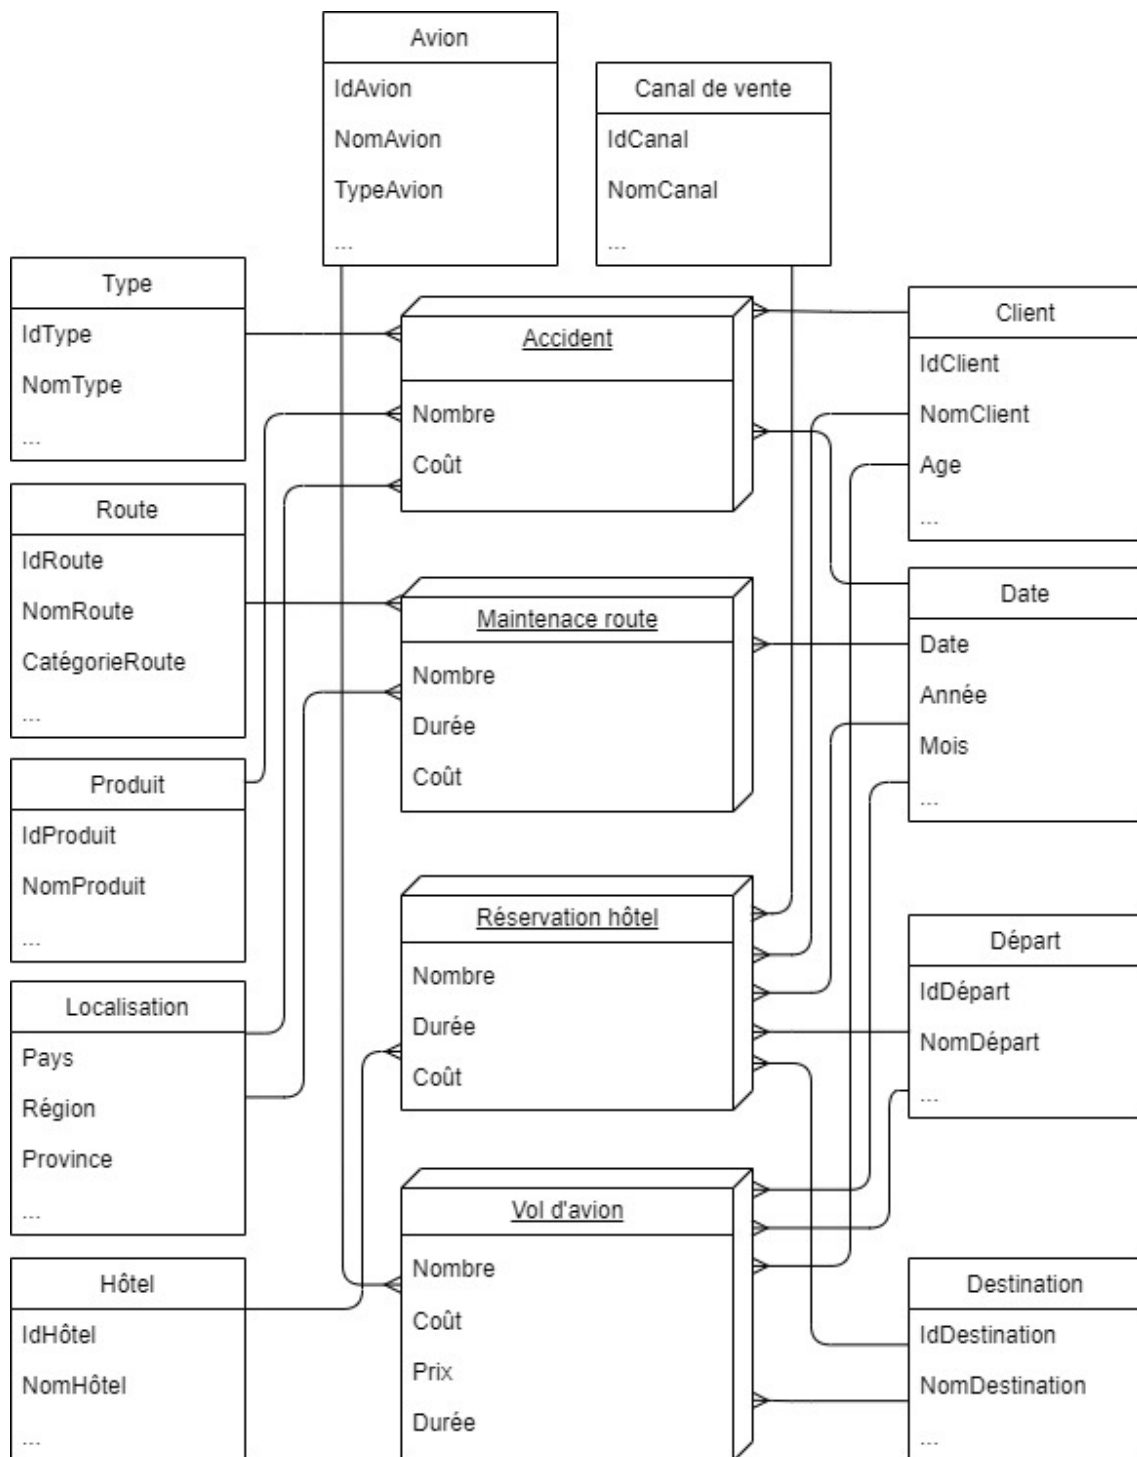 Avion
IdAvion
NomAvion
TypeAvion
...
Canal de vente
IdCanal
NomCanal
...
Type
IdType
NomType
...
Accident
Nombre
Coût
Client
IdClient
NomClient
Age
...
Route
IdRoute
NomRoute
CatégorieRoute
...
Maintenace route
Nombre
Durée
Coût
Date
Date
Année
Mois
...
Produit
IdProduit
NomProduit
...
Réservation hôtel
Nombre
Durée
Coût
Départ
IdDépart
NomDépart
...
Localisation
Pays
Région
Province
...
Vol d'avion
Nombre
Coût
Prix
Durée
Hôtel
IdHôtel
NomHôtel
...
Destination
IdDestination
NomDestination
...